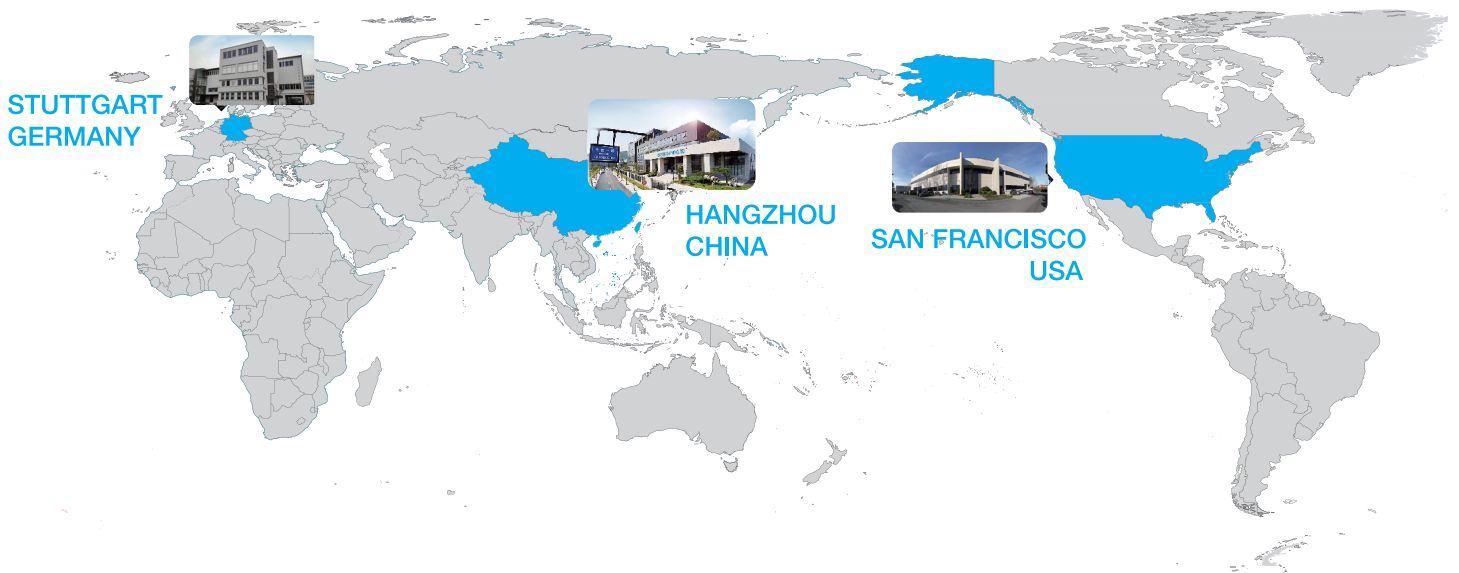 STUTTGART
GERMANY
HANGZHOU
CHINA
SAN FRANCISCO
USA